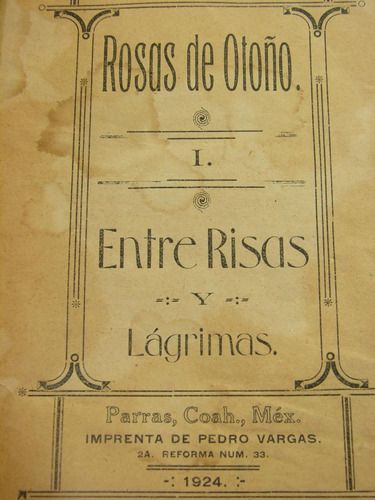 Rosas de Otoño.
I.
Entre Risas
-:- Y -:-
Lágrimas.
Parras, Coah., Méx.
IMPRENTA DE PEDRO VARGAS.
2A. REFORMA NUM. 33.
-: 1924. :-